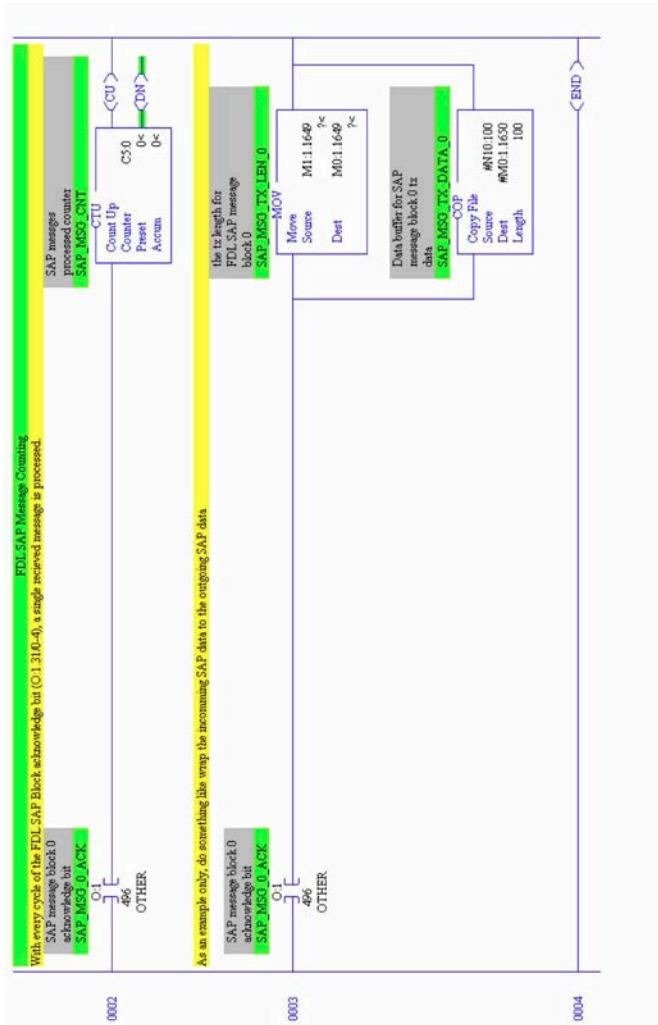 FDL SAP Message Counting
With every cycle of the FDL SAP Block acknowledge bit (O:1.31/0-4), a single recieved message is processed.
0002
SAP message block 0
acknowledge bit
SAP_MSG_0_ACK
O:1
496
OTHER
SAP messges
processed counter
SAP_MSG_CNT
CTU
Count Up
Counter C5:0
Preset 0<
Accum 0<
CU
DN
As an example only, do something like wrap the incomming SAP data to the outgoing SAP data
0003
SAP message block 0
acknowledge bit
SAP_MSG_0_ACK
O:1
496
OTHER
the tx length for
FDL SAP message
block 0
SAP_MSG_TX_LEN_0
MOV
Move
Source M1:1.1649
?<
Dest M0:1.1649
?<
Data buffer for SAP
message block 0 tx
data
SAP_MSG_TX_DATA_0
COP
Copy File
Source #N10:100
Dest #M0:1.1650
Length 100
0004
END